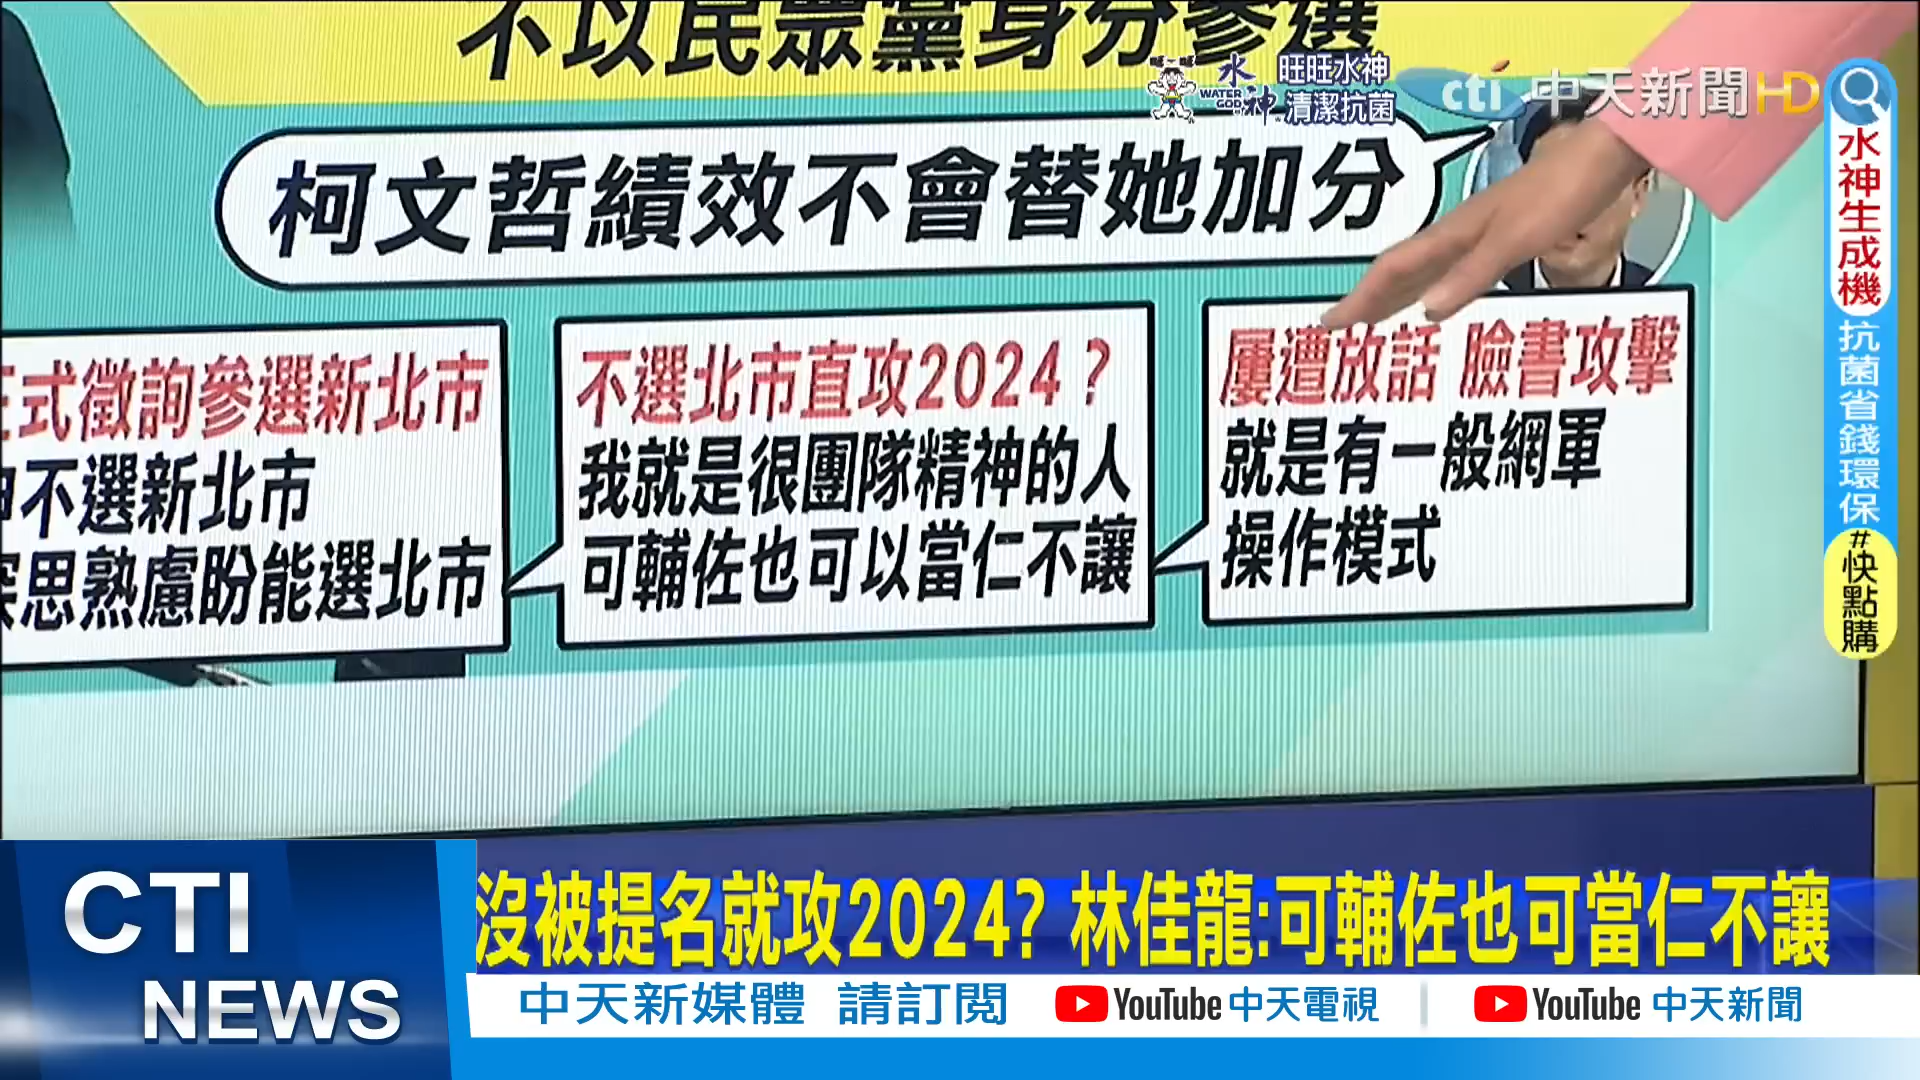 不以民眾黨身分參選
旺旺水神
清潔抗菌
水神
WATER
GOD
cti 中天新聞HD
柯文哲績效不會替她加分
正式徵詢參選新北市
不選新北市
深思熟慮盼能選北市
不選北市直攻2024？
我就是很團隊精神的人
可輔佐也可以當仁不讓
屢遭放話 臉書攻擊
就是有一般網軍
操作模式
水神生成機
抗菌省錢環保
#快點購
CTI
NEWS
沒被提名就攻2024? 林佳龍:可輔佐也可當仁不讓
中天新媒體 請訂閱 YouTube 中天電視 | YouTube 中天新聞